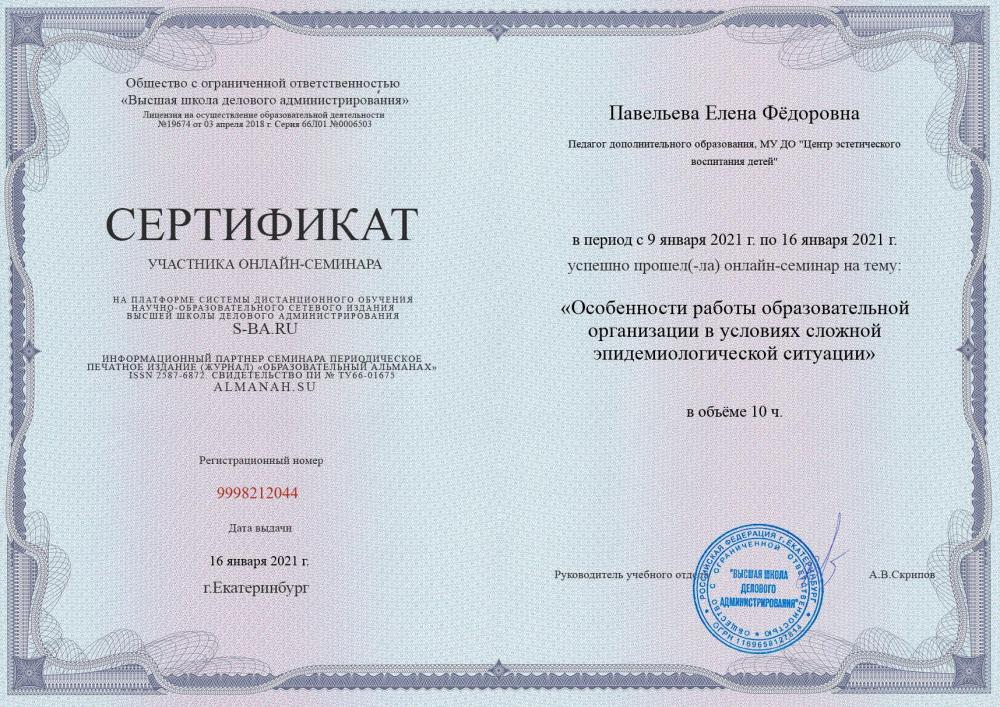 Общество с ограниченной ответственностью
«Высшая школа делового администрирования»
Лицензия на осуществление образовательной деятельности
№19674 от 03 апреля 2018 г. Серия 66Л01 №0006503
СЕРТИФИКАТ
УЧАСТНИКА ОНЛАЙН-СЕМИНАРА
НА ПЛАТФОРМЕ СИСТЕМЫ ДИСТАНЦИОННОГО ОБУЧЕНИЯ
НАУЧНО-ОБРАЗОВАТЕЛЬНОГО СЕТЕВОГО ИЗДАНИЯ
ВЫСШЕЙ ШКОЛЫ ДЕЛОВОГО АДМИНИСТРИРОВАНИЯ
S-BA.RU
ИНФОРМАЦИОННЫЙ ПАРТНЕР СЕМИНАРА ПЕРИОДИЧЕСКОЕ
ПЕЧАТНОЕ ИЗДАНИЕ (ЖУРНАЛ) «ОБРАЗОВАТЕЛЬНЫЙ АЛЬМАНАХ»
ISSN 2587-6872. СВИДЕТЕЛЬСТВО ПИ № ТУ66-01675
ALMANAH.SU
Регистрационный номер
9998212044
Дата выдачи
16 января 2021 г.
г.Екатеринбург
Павельева Елена Фёдоровна
Педагог дополнительного образования, МУ ДО "Центр эстетического
воспитания детей"
в период с 9 января 2021 г. по 16 января 2021 г.
успешно прошел(-ла) онлайн-семинар на тему:
«Особенности работы образовательной
организации в условиях сложной
эпидемиологической ситуации»
в объёме 10 ч.
Руководитель учебного отде
А.В.Скрипов
РОССИЙСКАЯ ФЕДЕРАЦИЯ г. ЕКАТЕРИНБУРГ
ОБЩЕСТВО С ОГРАНИЧЕННОЙ ОТВЕТСТВЕННОСТЬЮ
"ВЫСШАЯ ШКОЛА
ДЕЛОВОГО
АДМИНИСТРИРОВАНИЯ"
ОГРН 1169658127814